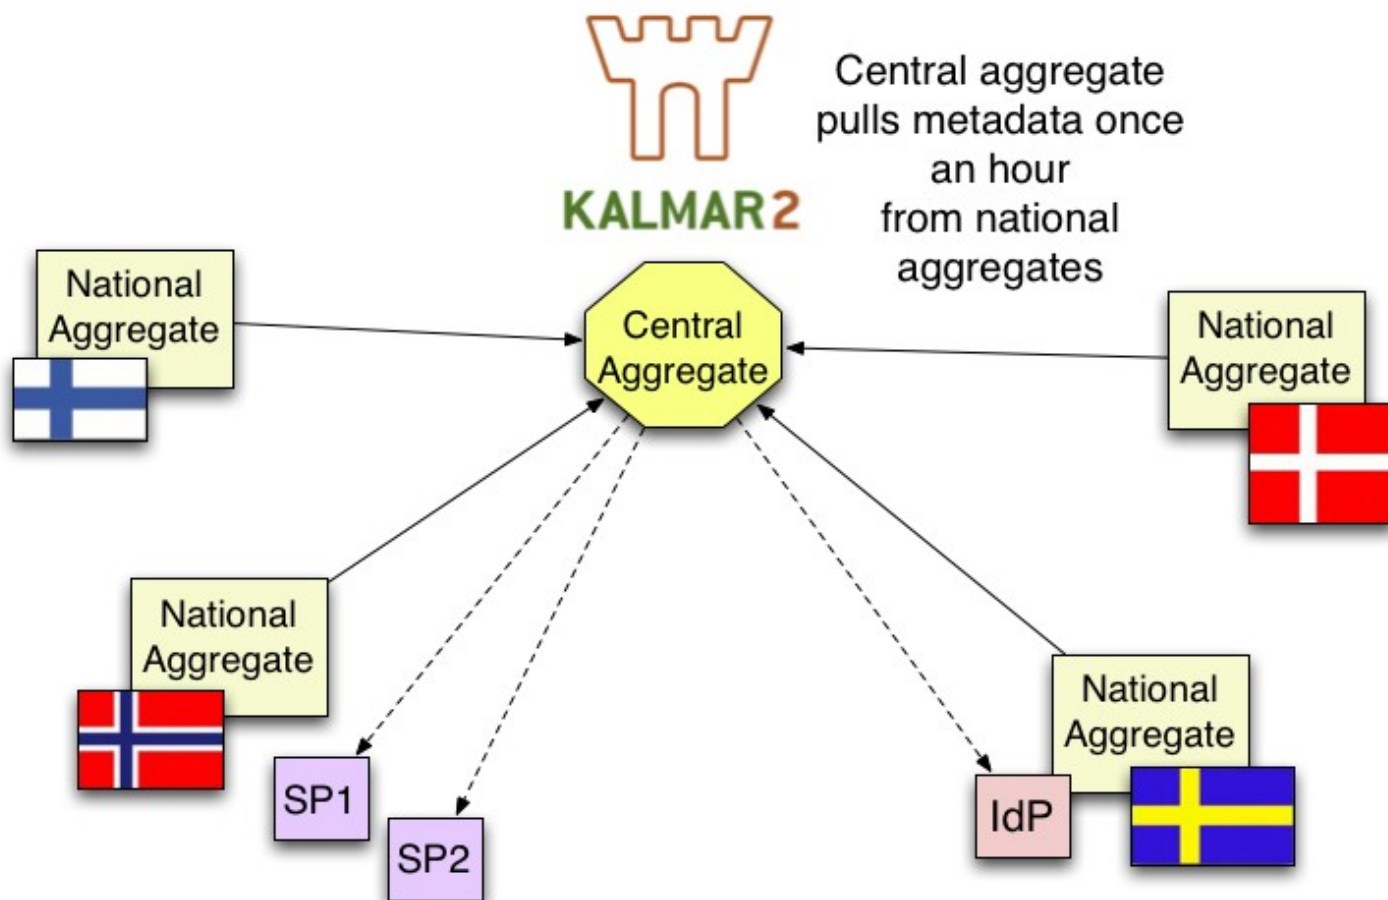 KALMAR2
Central aggregate
pulls metadata once
an hour
from national
aggregates
National
Aggregate
Central
Aggregate
National
Aggregate
National
Aggregate
National
Aggregate
SP1
SP2
IdP